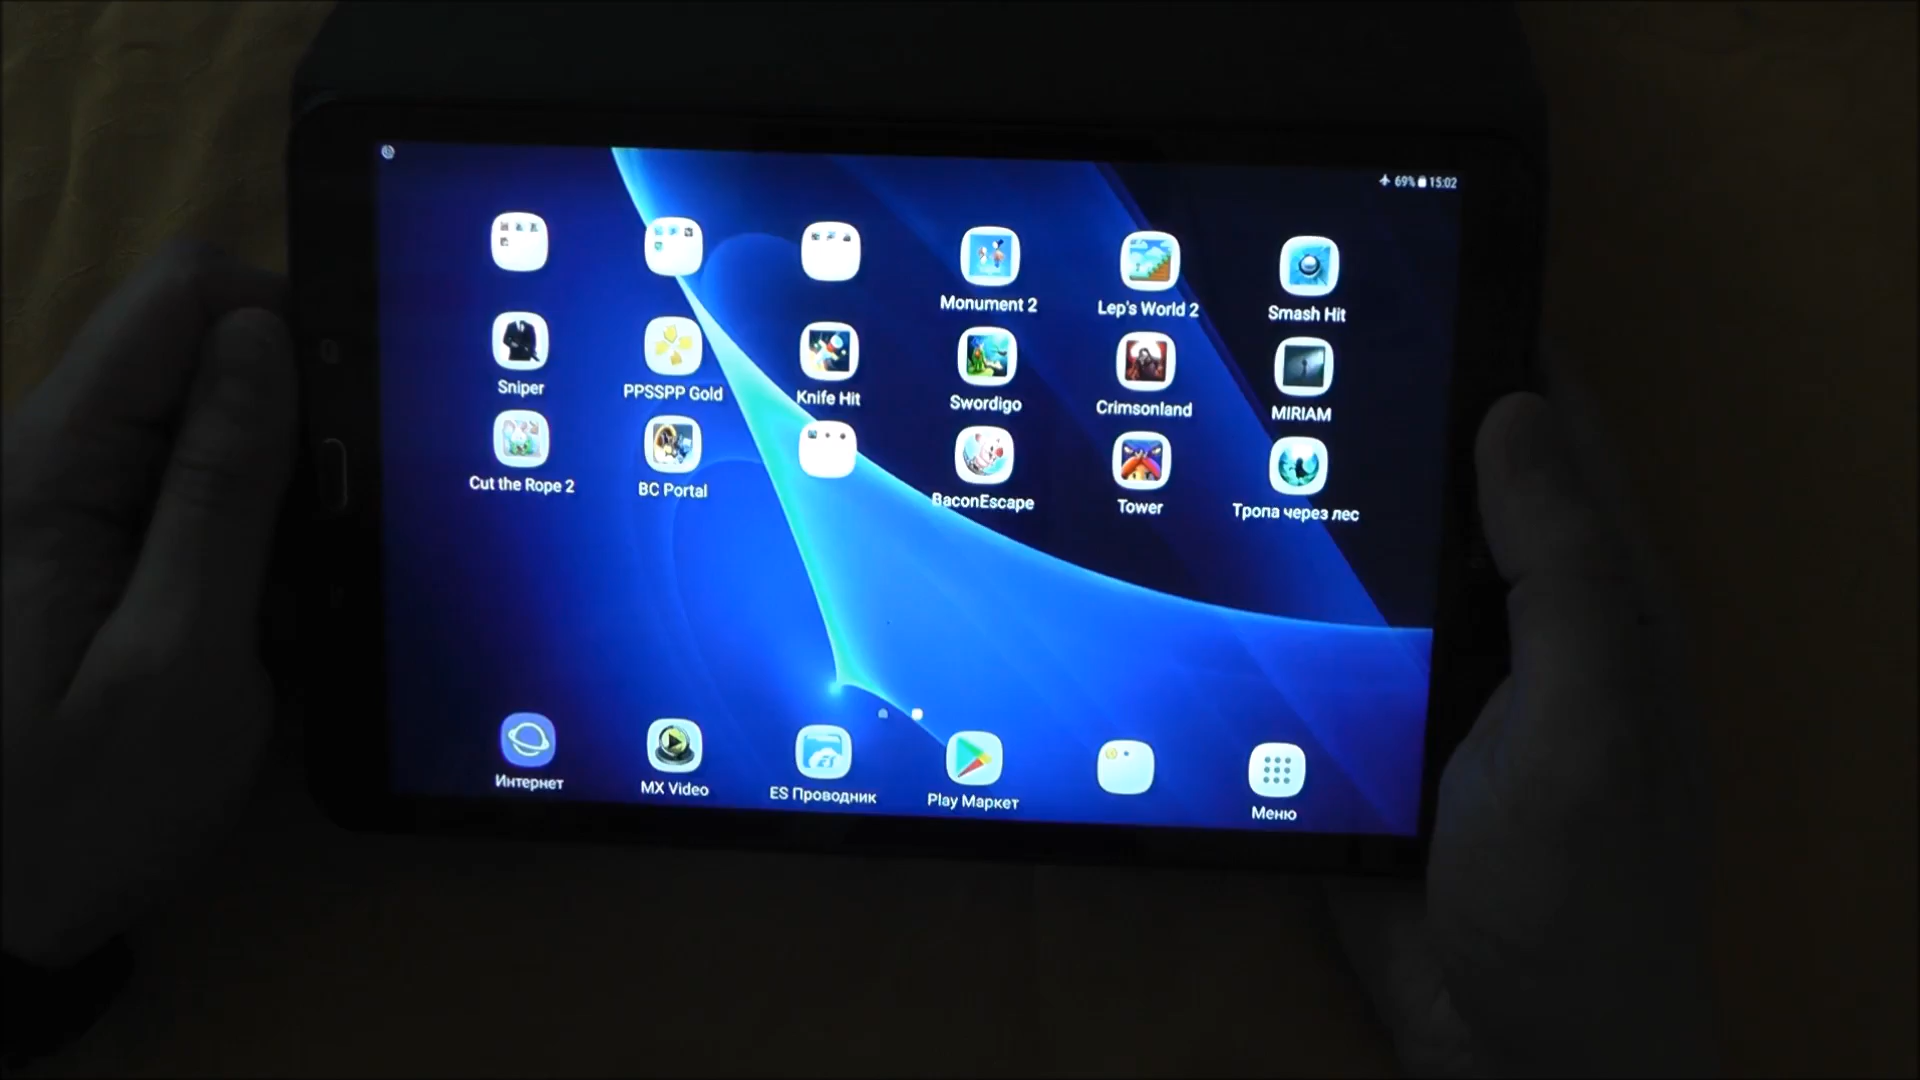 69% 15:02
Monument 2
Lep's World 2
Smash Hit
Sniper
PPSSPP Gold
Knife Hit
Swordigo
Crimsonland
MIRIAM
Cut the Rope 2
BC Portal
BaconEscape
Tower
Тропа через лес
Интернет
MX Video
ES Проводник
Play Маркет
Меню